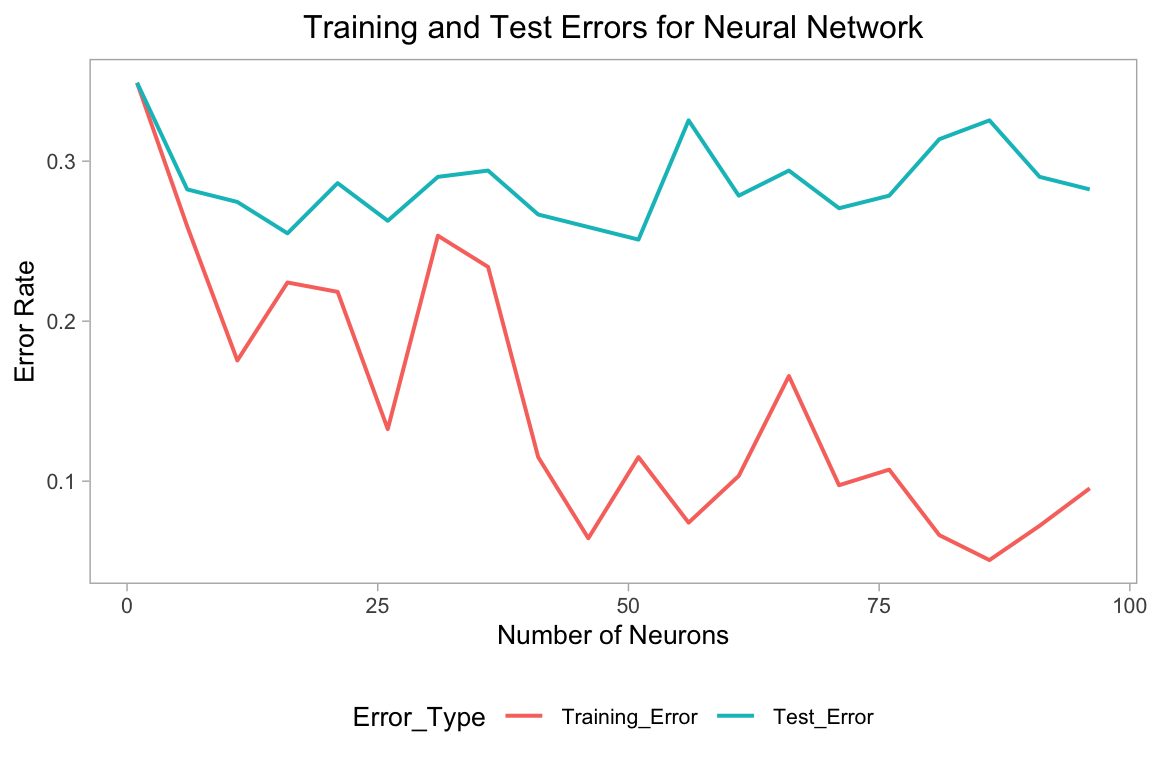 Training and Test Errors for Neural Network
Error Rate
0.3
0.2
0.1
0 25 50 75 100
Number of Neurons
Error_Type Training_Error Test_Error